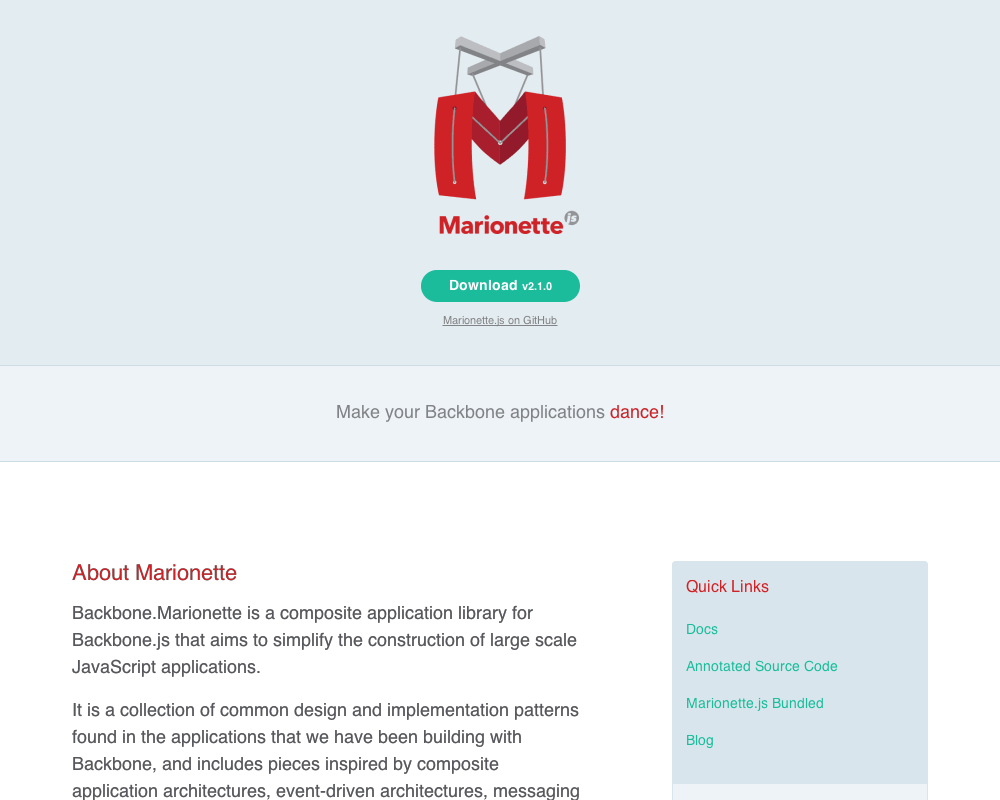 Marionette js
Download v2.1.0
Marionette.js on GitHub
Make your Backbone applications dance!
About Marionette
Backbone.Marionette is a composite application library for
Backbone.js that aims to simplify the construction of large scale
JavaScript applications.
It is a collection of common design and implementation patterns
found in the applications that we have been building with
Backbone, and includes pieces inspired by composite
application architectures, event-driven architectures, messaging
Quick Links
Docs
Annotated Source Code
Marionette.js Bundled
Blog